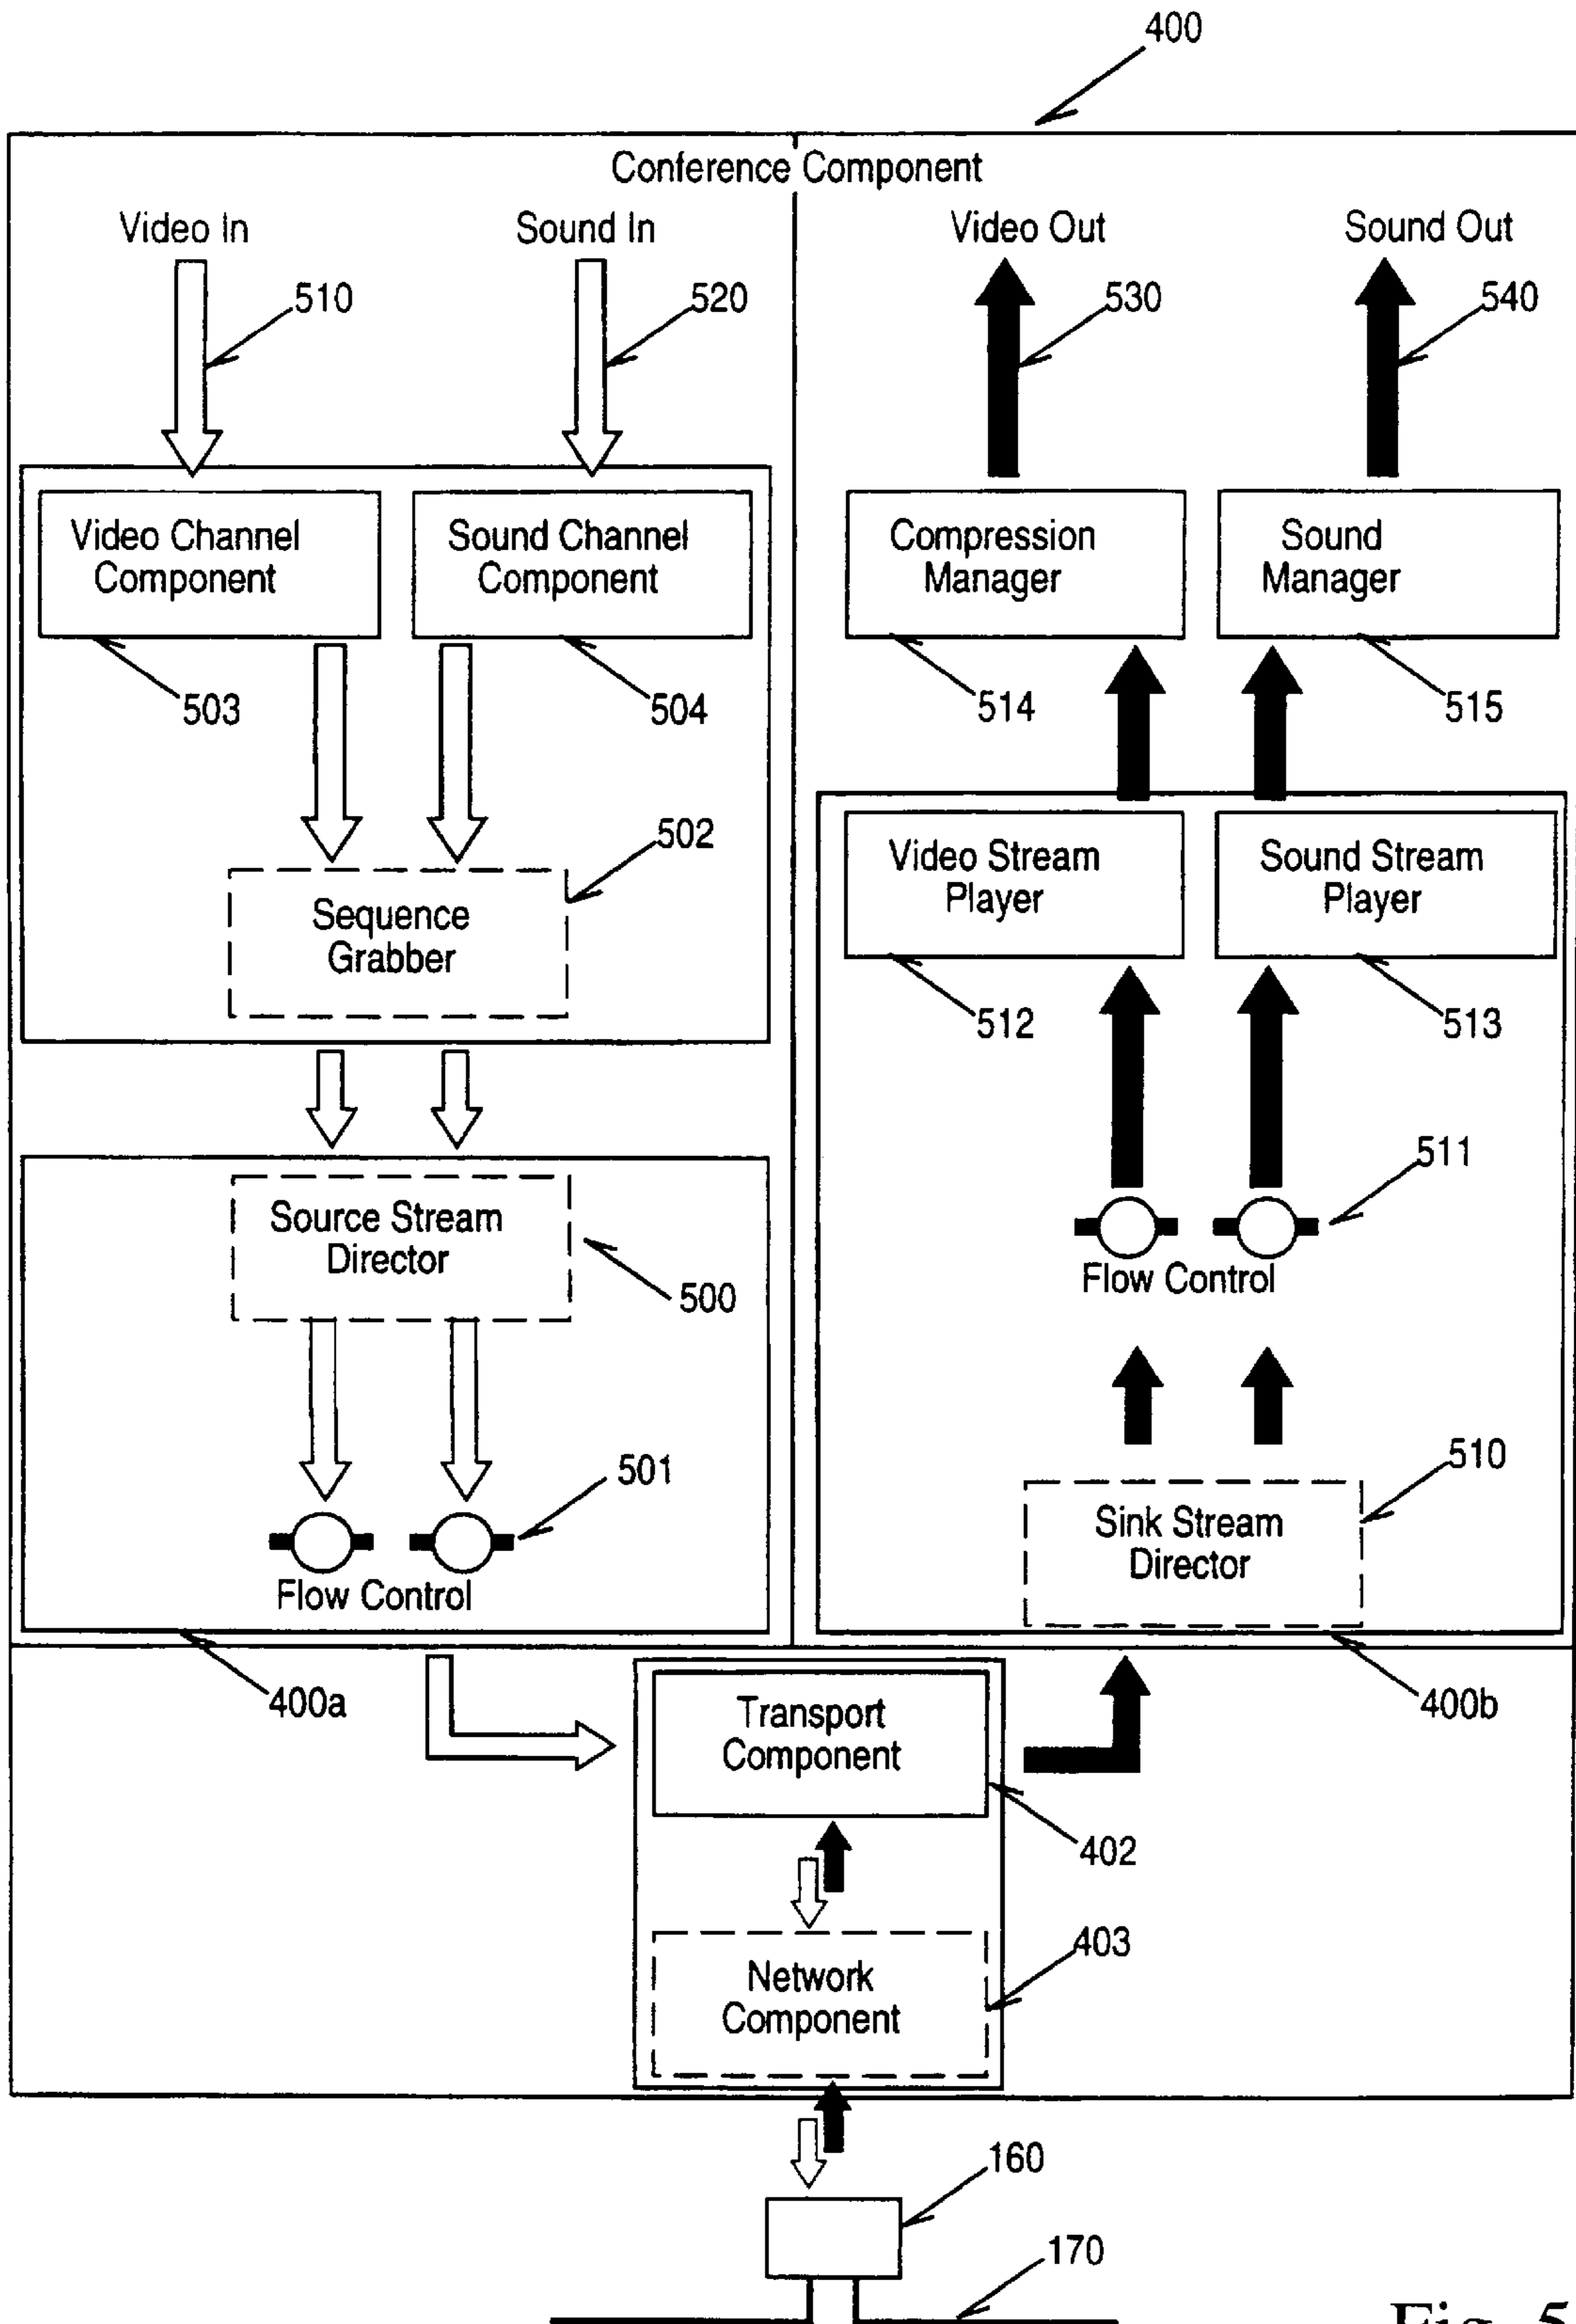 400
Conference Component
Video In
Sound In
Video Out
Sound Out
510
520
530
540
Video Channel
Component
Sound Channel
Component
Compression
Manager
Sound
Manager
503
504
514
515
502
Sequence
Grabber
Video Stream
Player
Sound Stream
Player
512
513
511
Source Stream
Director
500
Flow Control
501
510
Sink Stream
Director
Flow Control
400a
400b
Transport
Component
402
403
Network
Component
160
170
Fig. 5